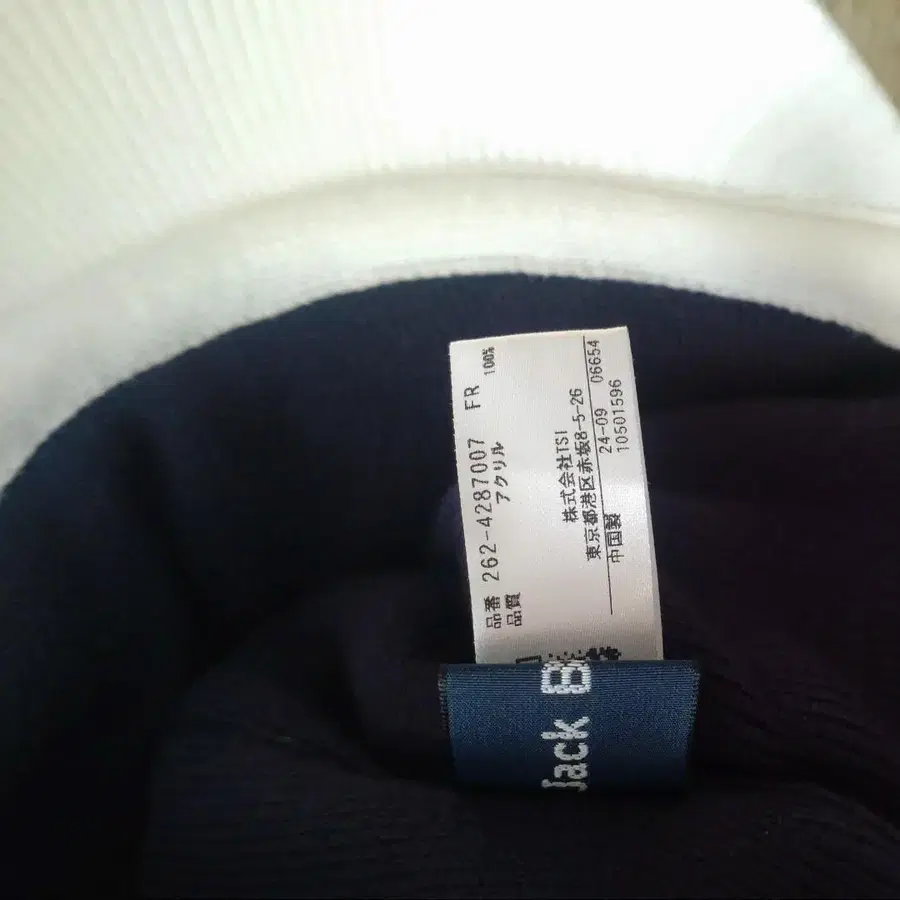 品番 262-4287007 FR
品質 アクリル 100%
株式会社TSI
東京都港区赤坂8-5-26
24-09 06654
中国製 10501596
Jack B